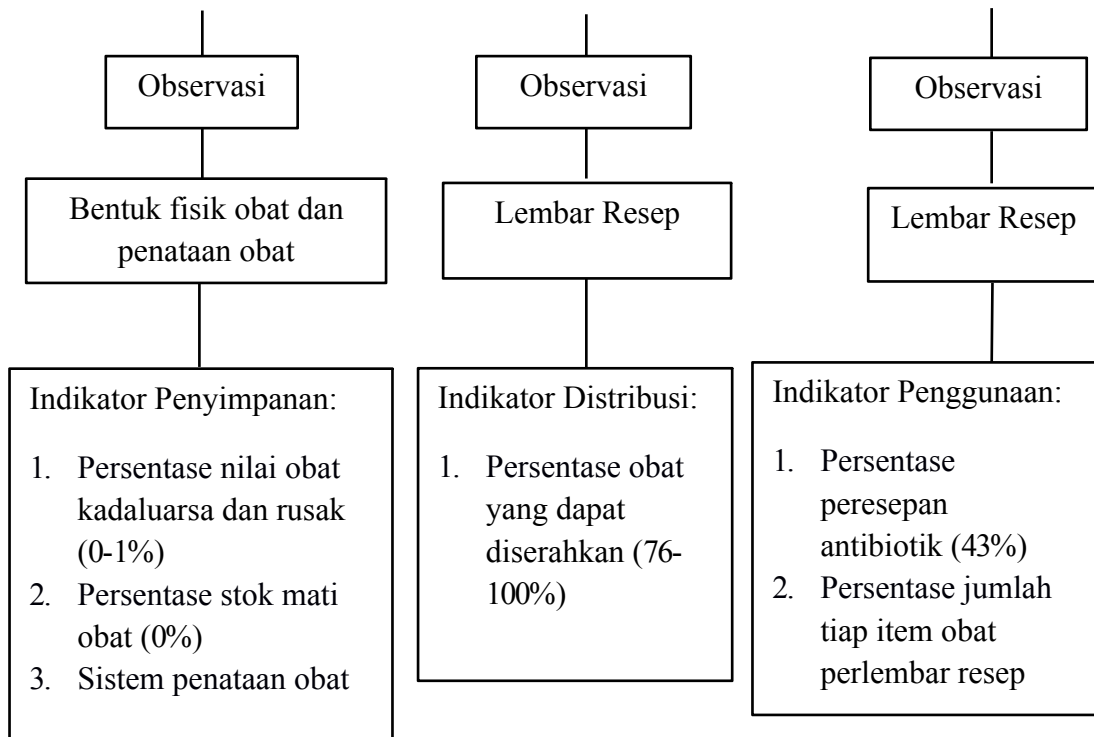 Observasi
Bentuk fisik obat dan
penataan obat
Indikator Penyimpanan:
1. Persentase nilai obat
kadaluarsa dan rusak
(0-1%)
2. Persentase stok mati
obat (0%)
3. Sistem penataan obat
Observasi
Lembar Resep
Indikator Distribusi:
1. Persentase obat
yang dapat
diserahkan (76-
100%)
Observasi
Lembar Resep
Indikator Penggunaan:
1. Persentase
peresepan
antibiotik (43%)
2. Persentase jumlah
tiap item obat
perlembar resep